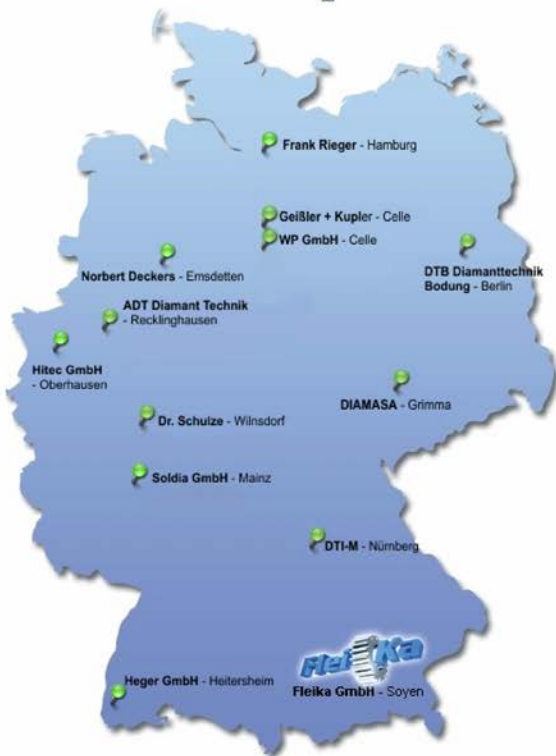 Frank Rieger - Hamburg
Geißler + Kupler - Celle
WP GmbH - Celle
Norbert Deckers - Emsdetten
DTB Diamanttechnik
Bodung - Berlin
ADT Diamant Technik
- Recklinghausen
Hitec GmbH
- Oberhausen
DIAMASA - Grimma
Dr. Schulze - Wilnsdorf
Soldia GmbH - Mainz
DTI-M - Nürnberg
FleiKa
Heger GmbH - Heitersheim
Fleika GmbH - Soyen